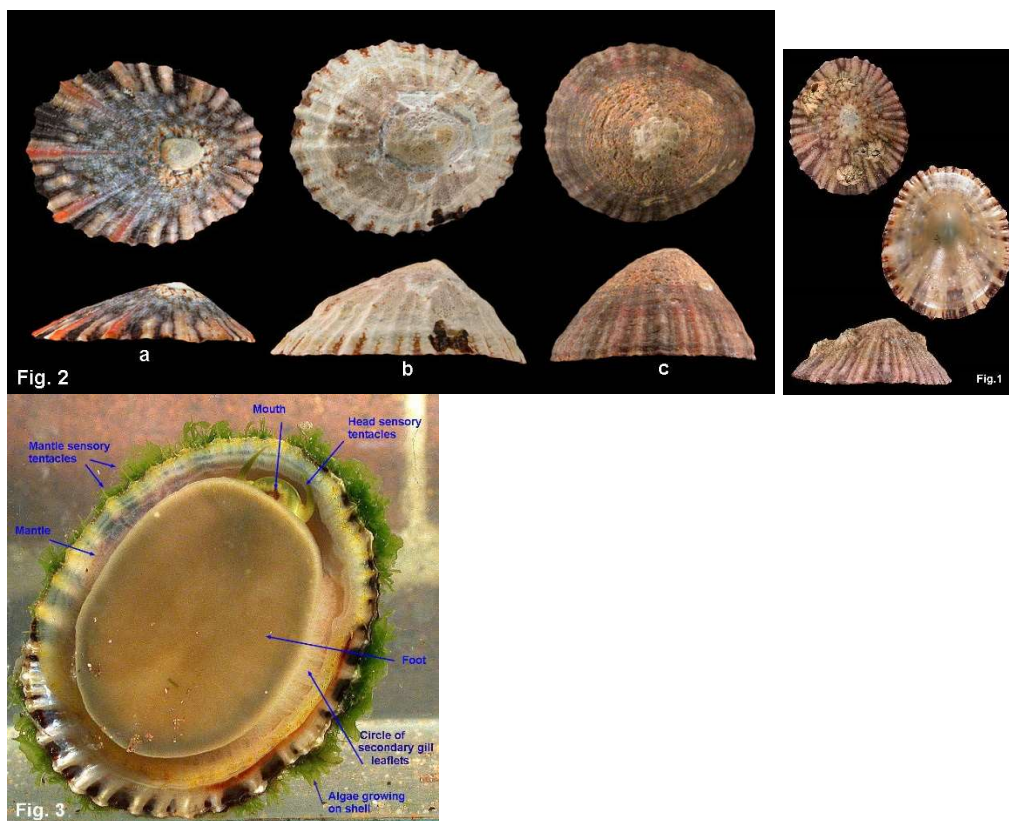 a
b
c
Fig. 2
Fig.1
Mouth
Head sensory
tentacles
Mantle sensory
tentacles
Mantle
Foot
Circle of
secondary gill
leaflets
Algae growing
on shell
Fig. 3